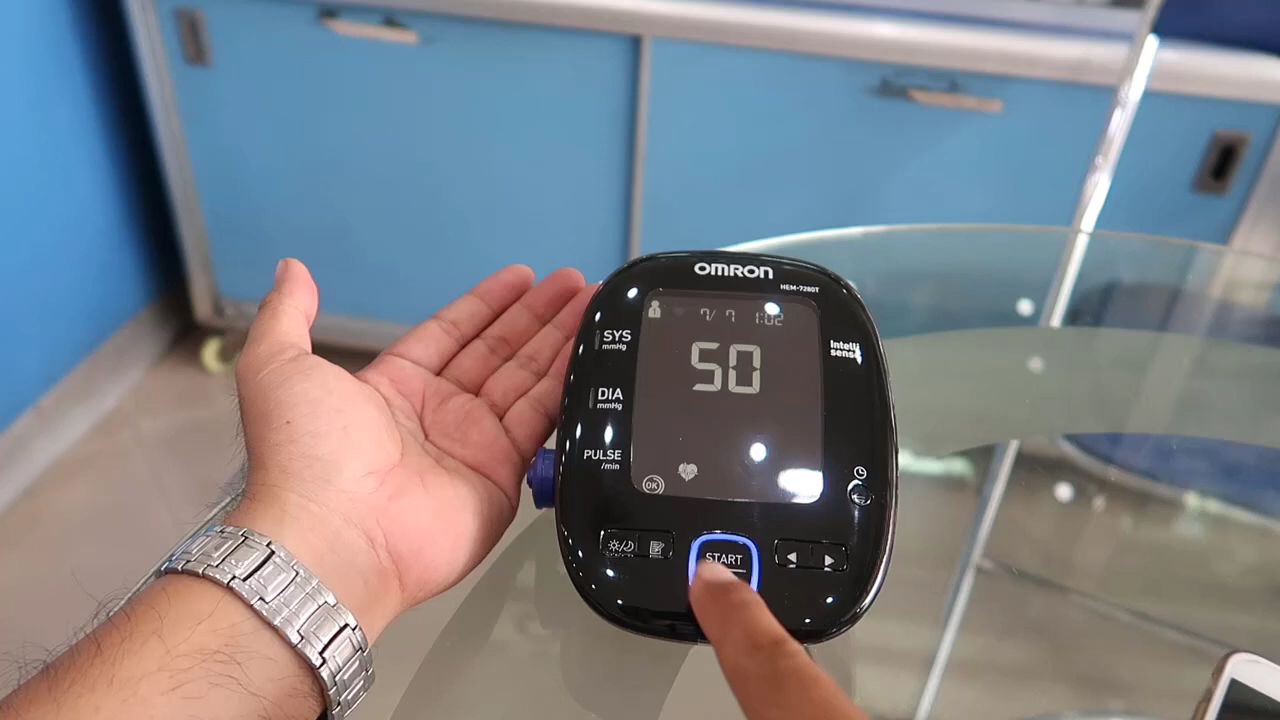 OMRON
HEM-7280T
7/ 7 1:02
SYS
mmHg
50
Intelli
sense
DIA
mmHg
PULSE
/min
OK
START